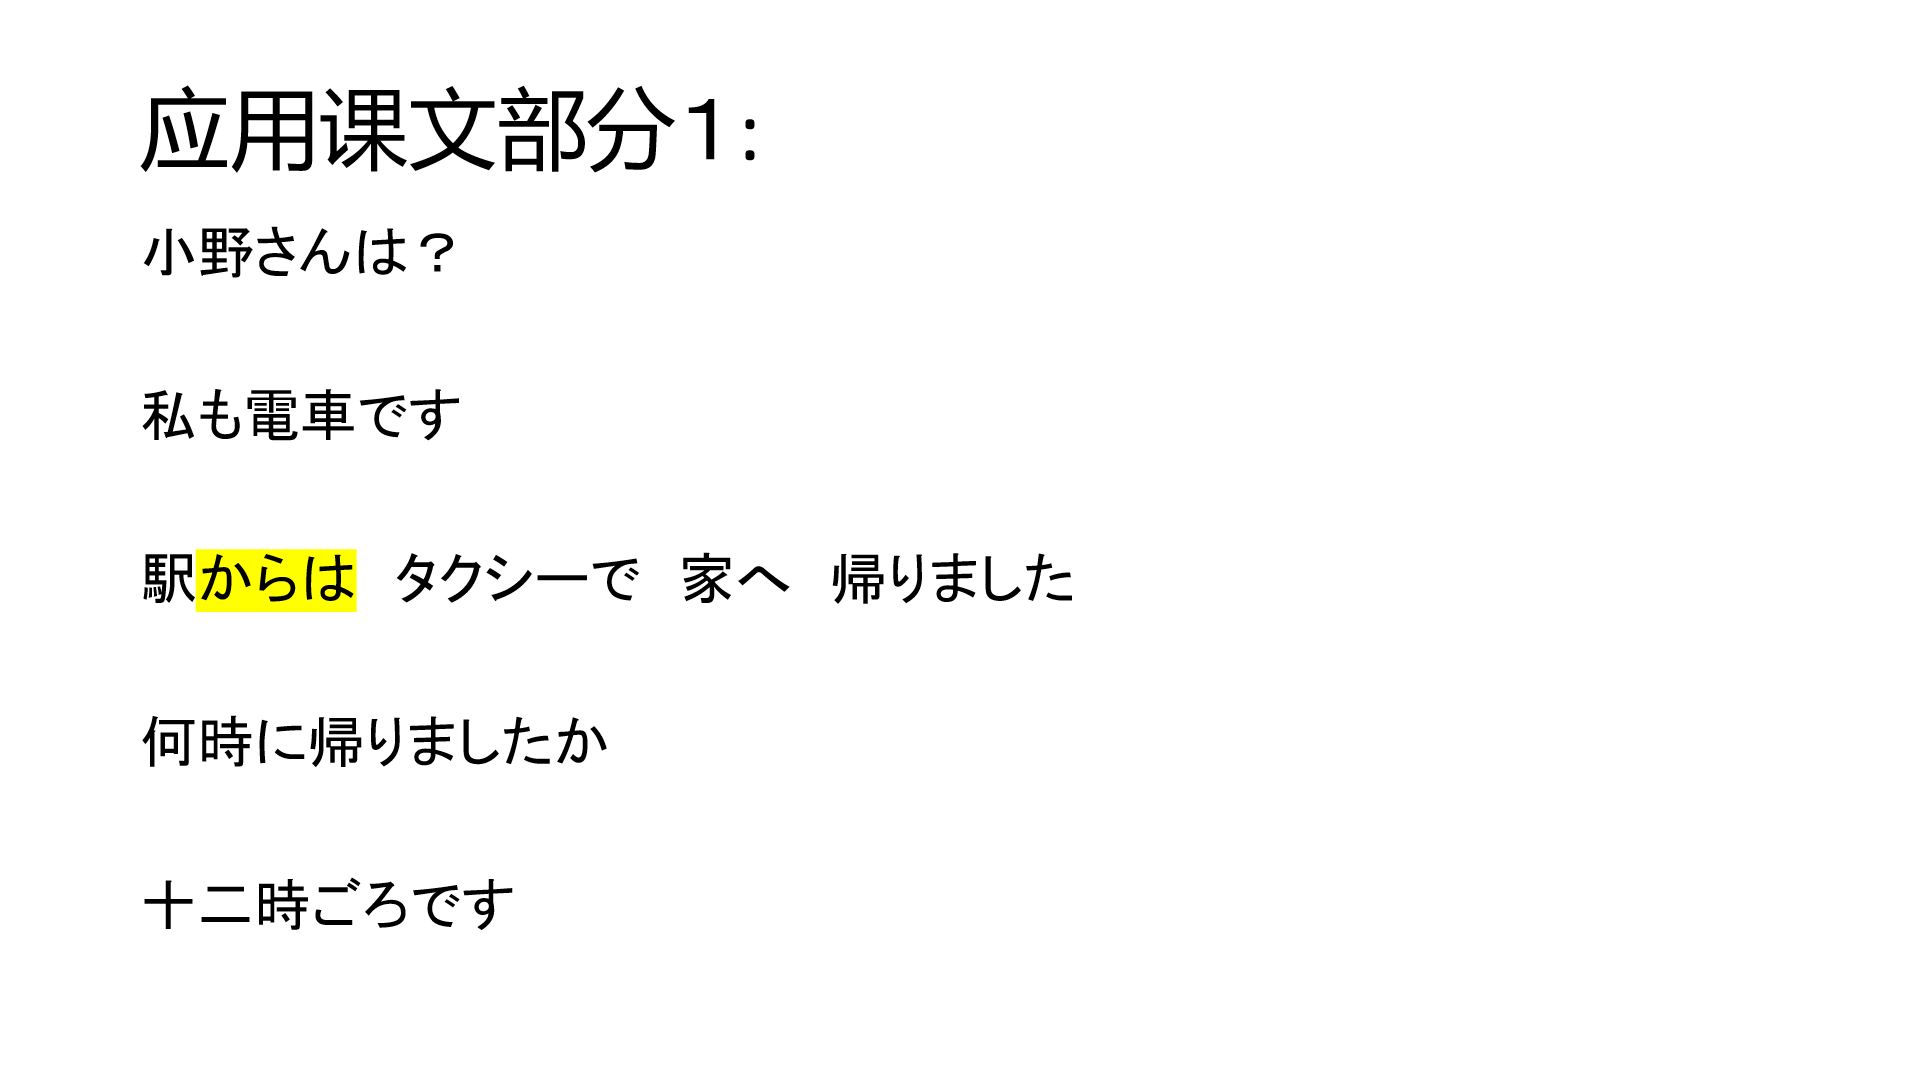 应用课文部分１:
小野さんは？
私も電車です
駅からは　タクシーで　家へ　帰りました
何時に帰りましたか
十二時ごろです